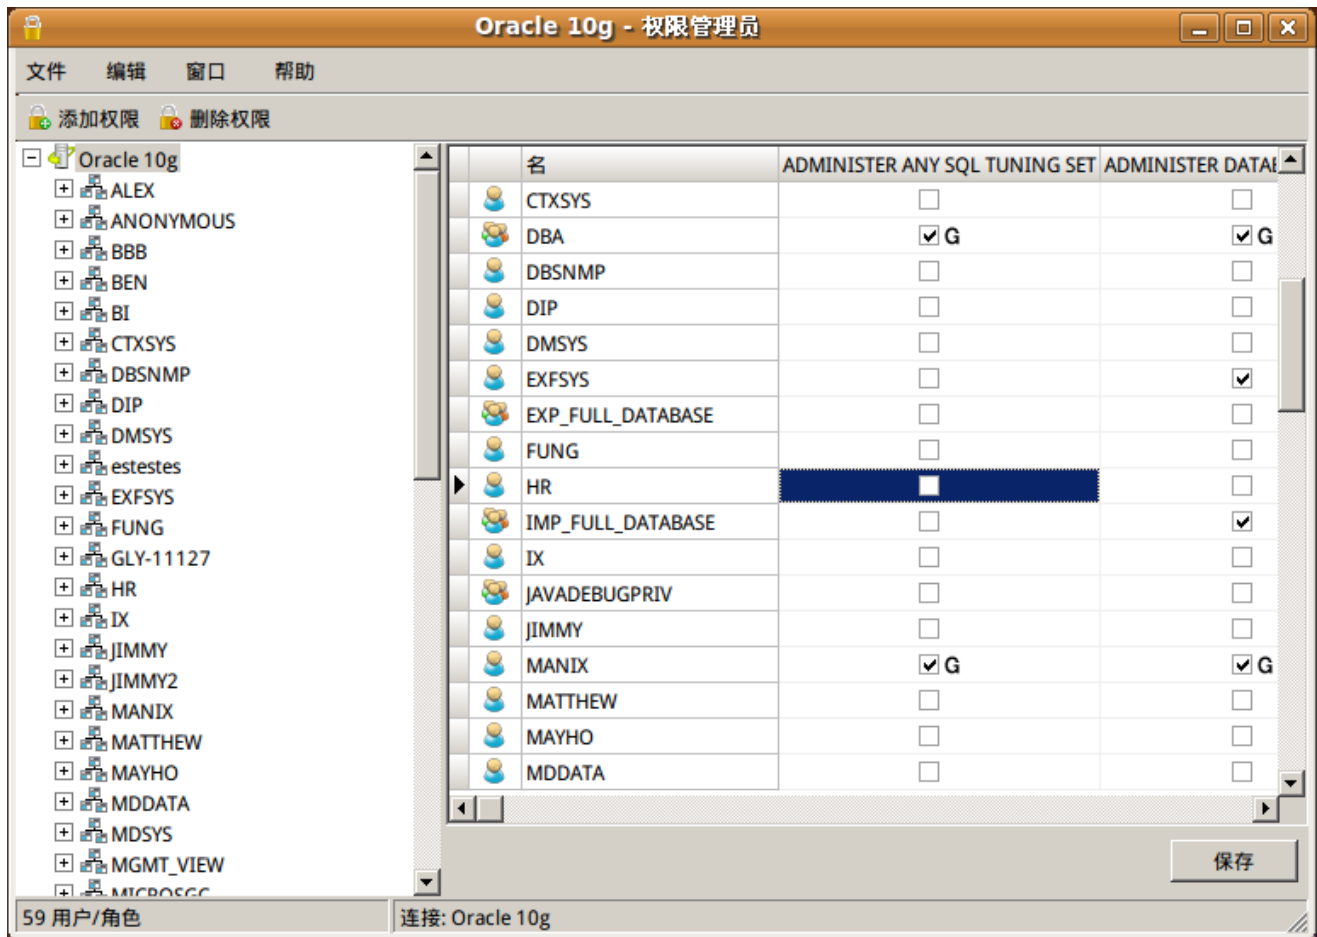 Oracle 10g - 权限管理员
文件 编辑 窗口 帮助
添加权限 删除权限
Oracle 10g
ALEX
ANONYMOUS
BBB
BEN
BI
CTXSYS
DBSNMP
DIP
DMSYS
estestes
EXFSYS
FUNG
GLY-11127
HR
IX
JIMMY
JIMMY2
MANIX
MATTHEW
MAYHO
MDDATA
MDSYS
MGMT_VIEW
名 ADMINISTER ANY SQL TUNING SET ADMINISTER DATAB
CTXSYS
DBA G G
DBSNMP
DIP
DMSYS
EXFSYS
EXP_FULL_DATABASE
FUNG
HR
IMP_FULL_DATABASE
IX
JAVADEBUGPRIV
JIMMY
MANIX G G
MATTHEW
MAYHO
MDDATA
保存
59 用户/角色 连接: Oracle 10g